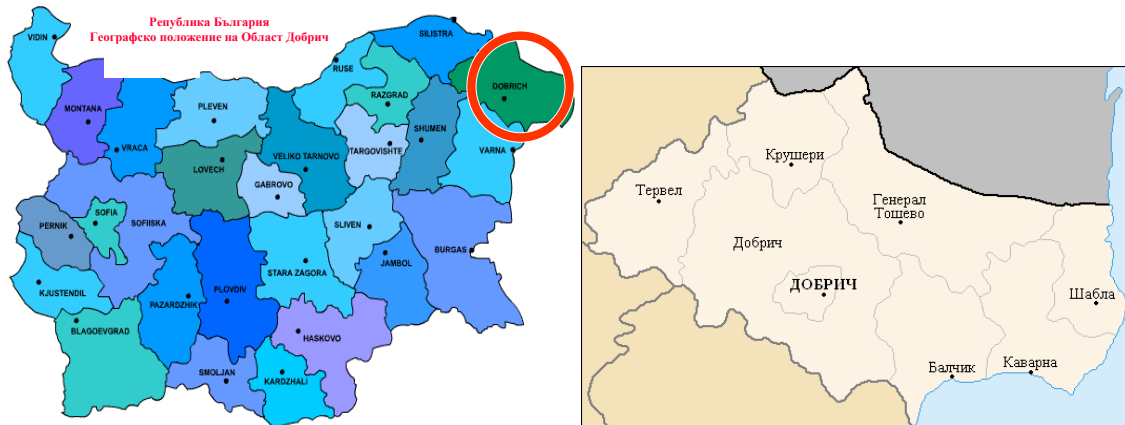 Република България
Географско положение на Област Добрич
VIDIN
SILISTRA
RUSE
DOBRICH
MONTANA
PLEVEN
RAZGRAD
SHUMEN
VRACA
TARGOVISHTE
VARNA
LOVECH
VELIKO TARNOVO
GABROVO
SOFIA
SOFIISKA
PERNIK
SLIVEN
BURGAS
JAMBOL
STARA ZAGORA
KJUSTENDIL
PAZARDZHIK
PLOVDIV
BLAGOEVGRAD
HASKOVO
SMOLJAN
KARDZHALI
Крушери
Тервел
Генерал
Тошево
Добрич
ДОБРИЧ
Шабла
Балчик
Каварна